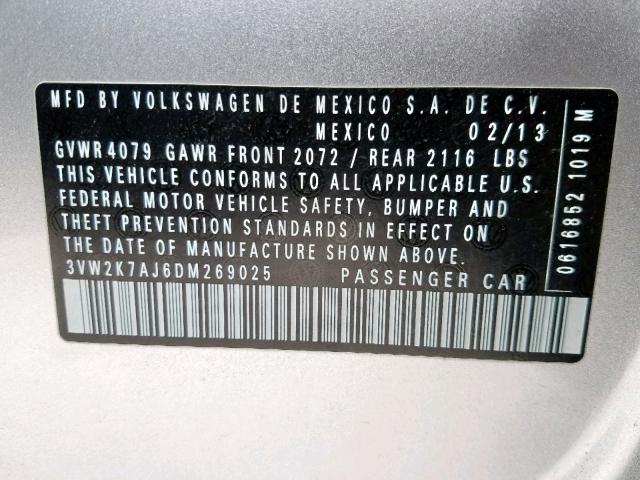 MFD BY VOLKSWAGEN DE MEXICO S.A. DE C.V.
MEXICO 02/13
GVWR 4079 GAWR FRONT 2072 / REAR 2116 LBS
THIS VEHICLE CONFORMS TO ALL APPLICABLE U.S.
FEDERAL MOTOR VEHICLE SAFETY, BUMPER AND
THEFT PREVENTION STANDARDS IN EFFECT ON
THE DATE OF MANUFACTURE SHOWN ABOVE.
3VW2K7AJ6DM269025 PASSENGER CAR
0616852 1019 M